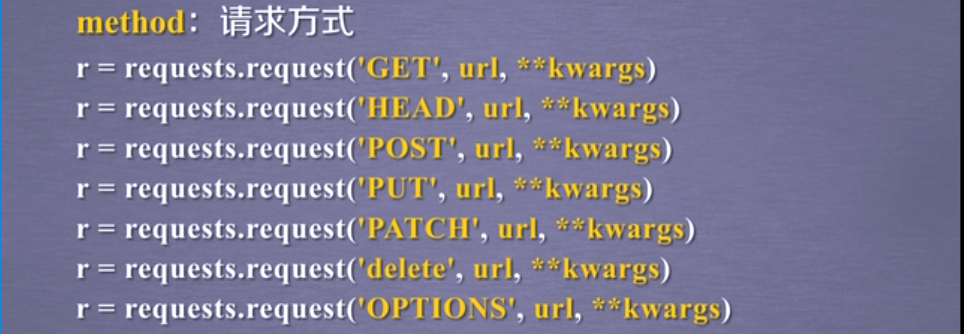 method：请求方式
r = requests.request('GET', url, **kwargs)
r = requests.request('HEAD', url, **kwargs)
r = requests.request('POST', url, **kwargs)
r = requests.request('PUT', url, **kwargs)
r = requests.request('PATCH', url, **kwargs)
r = requests.request('delete', url, **kwargs)
r = requests.request('OPTIONS', url, **kwargs)